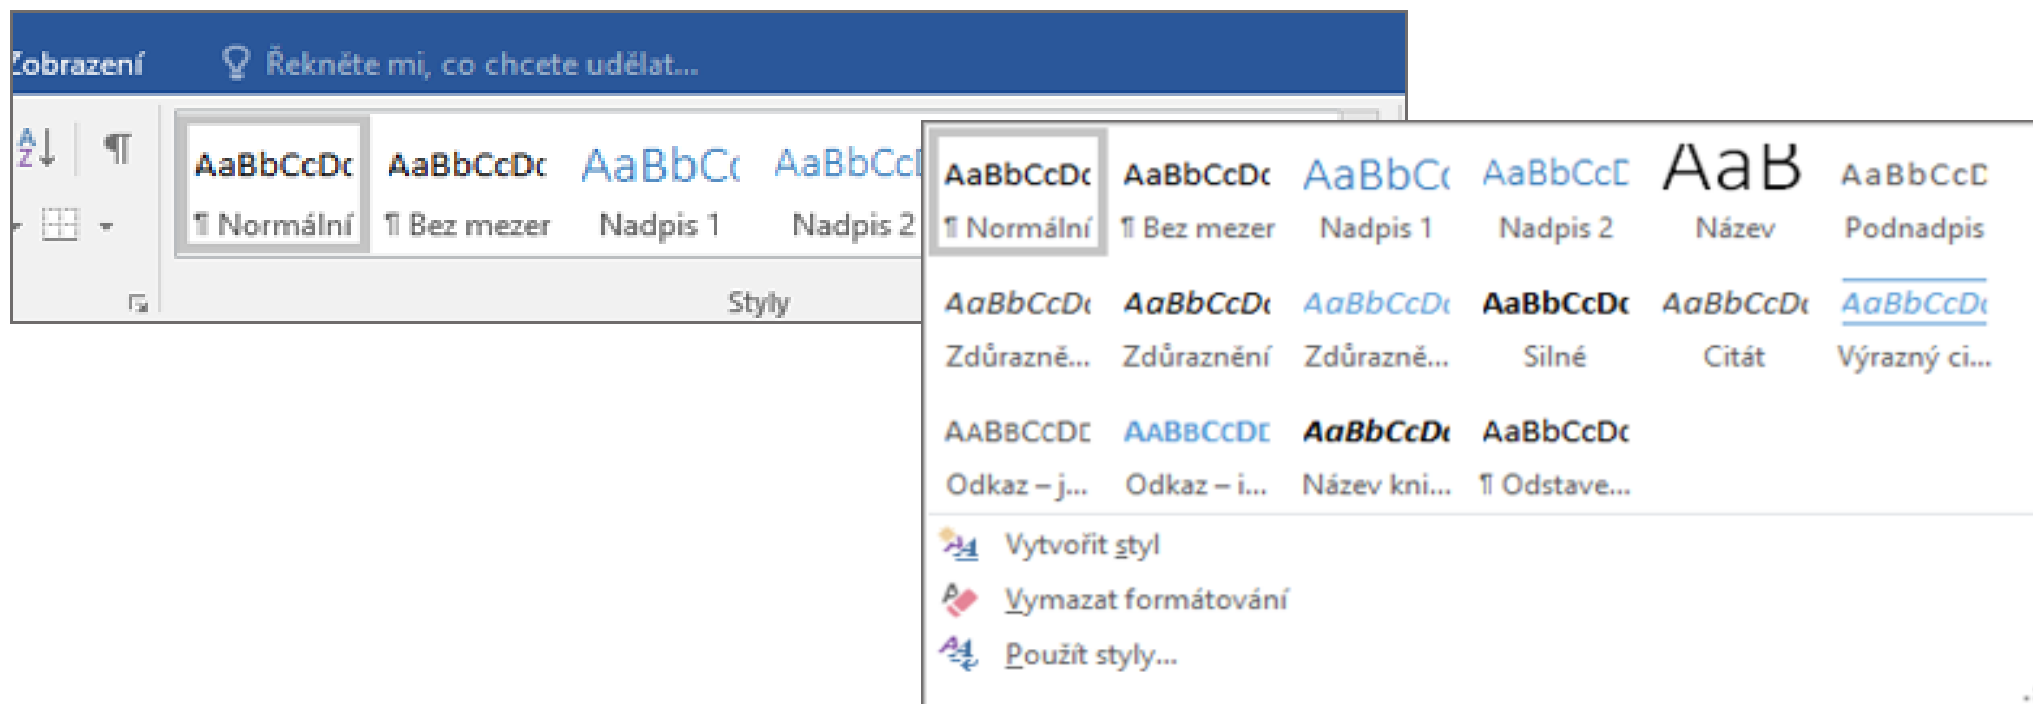 Zobrazení Řekněte mi, co chcete udělat...
AaBbCcDc AaBbCcDc AaBbCc AaBbCcD
¶ Normální ¶ Bez mezer Nadpis 1 Nadpis 2
Styly
AaBbCcDc AaBbCcDc AaBbCc AaBbCcD AaB AaBbCcD
¶ Normální ¶ Bez mezer Nadpis 1 Nadpis 2 Název Podnadpis
AaBbCcDc AaBbCcDc AaBbCcDc AaBbCcDc AaBbCcDc AaBbCcDc
Zdůrazně... Zdůraznění Zdůrazně... Silné Citát Výrazný ci...
AABBCCDD AABBCCDD AaBbCcDc AaBbCcDc
Odkaz – j... Odkaz – i... Název kni... ¶ Odstave...
Vytvořit styl
Vymazat formátování
Použít styly...